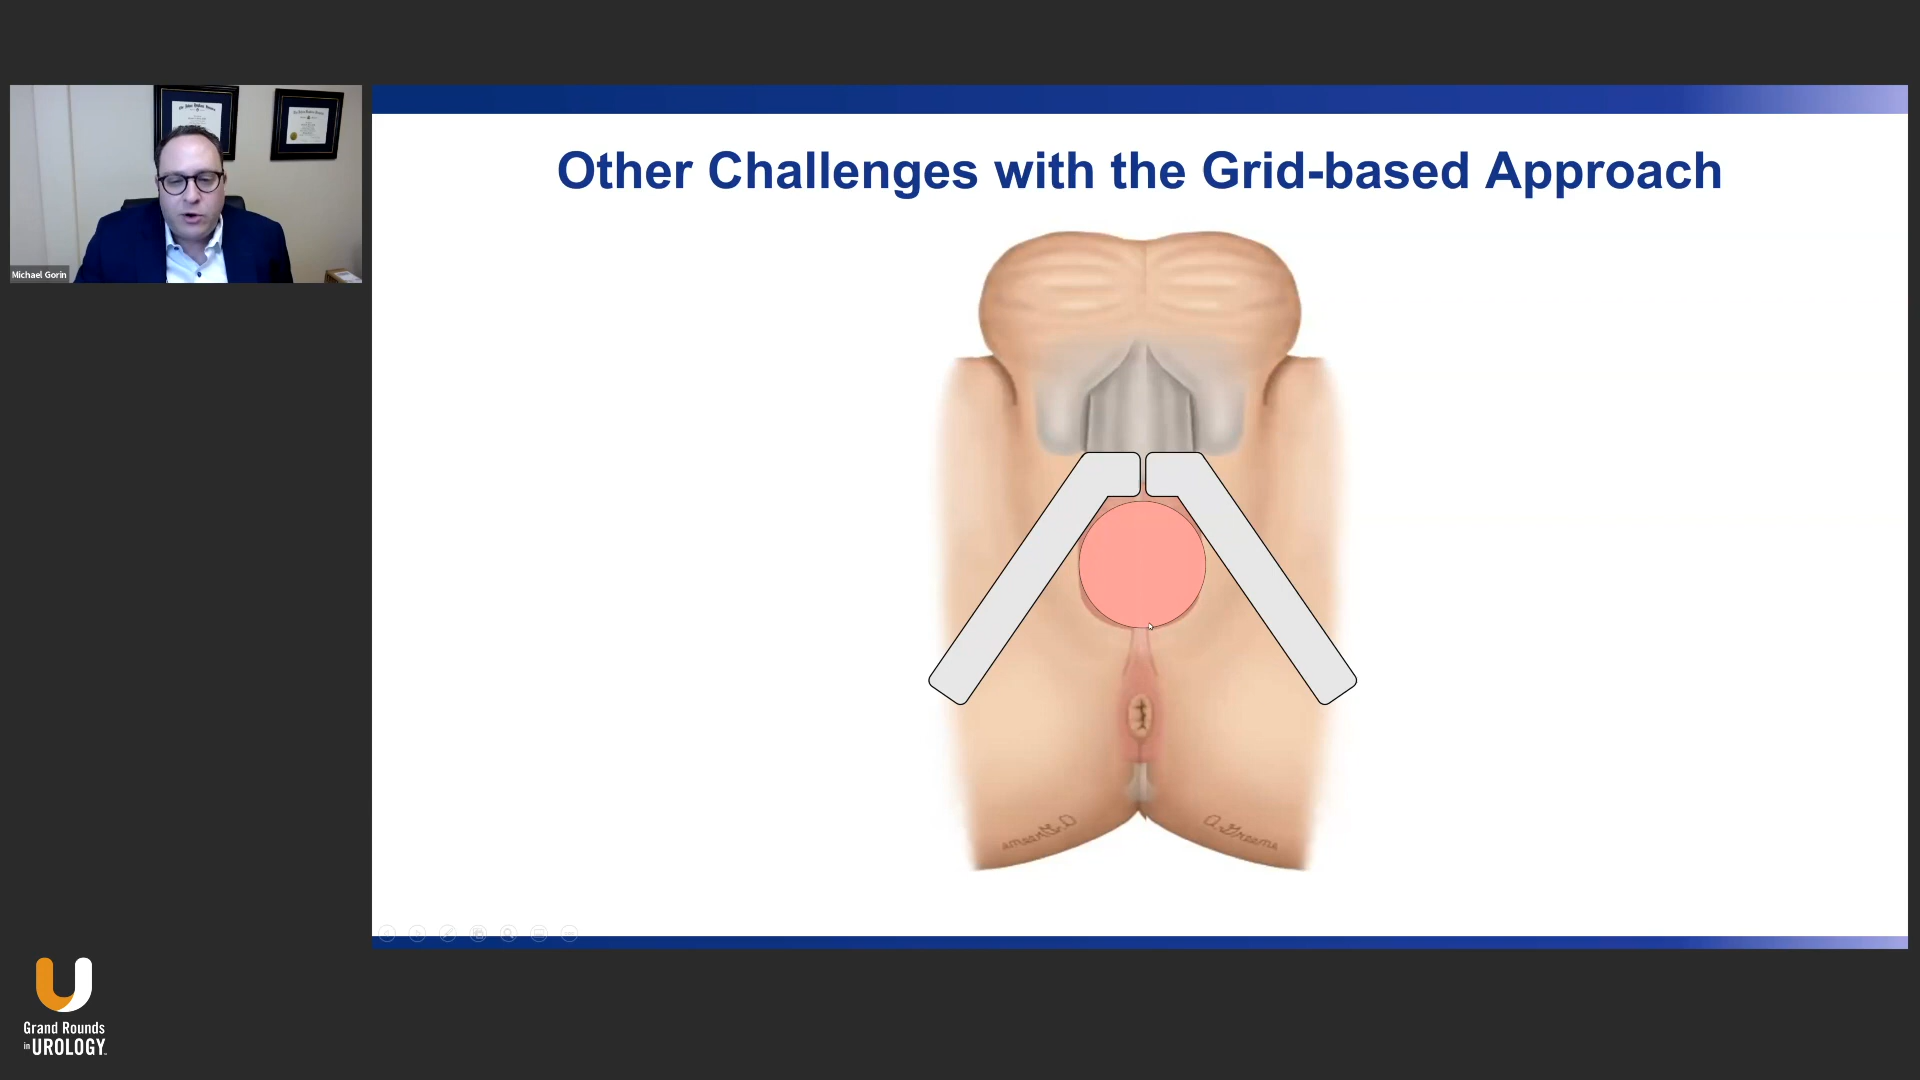 Other Challenges with the Grid-based Approach
Michael Gorin
Grand Rounds
in UROLOGY